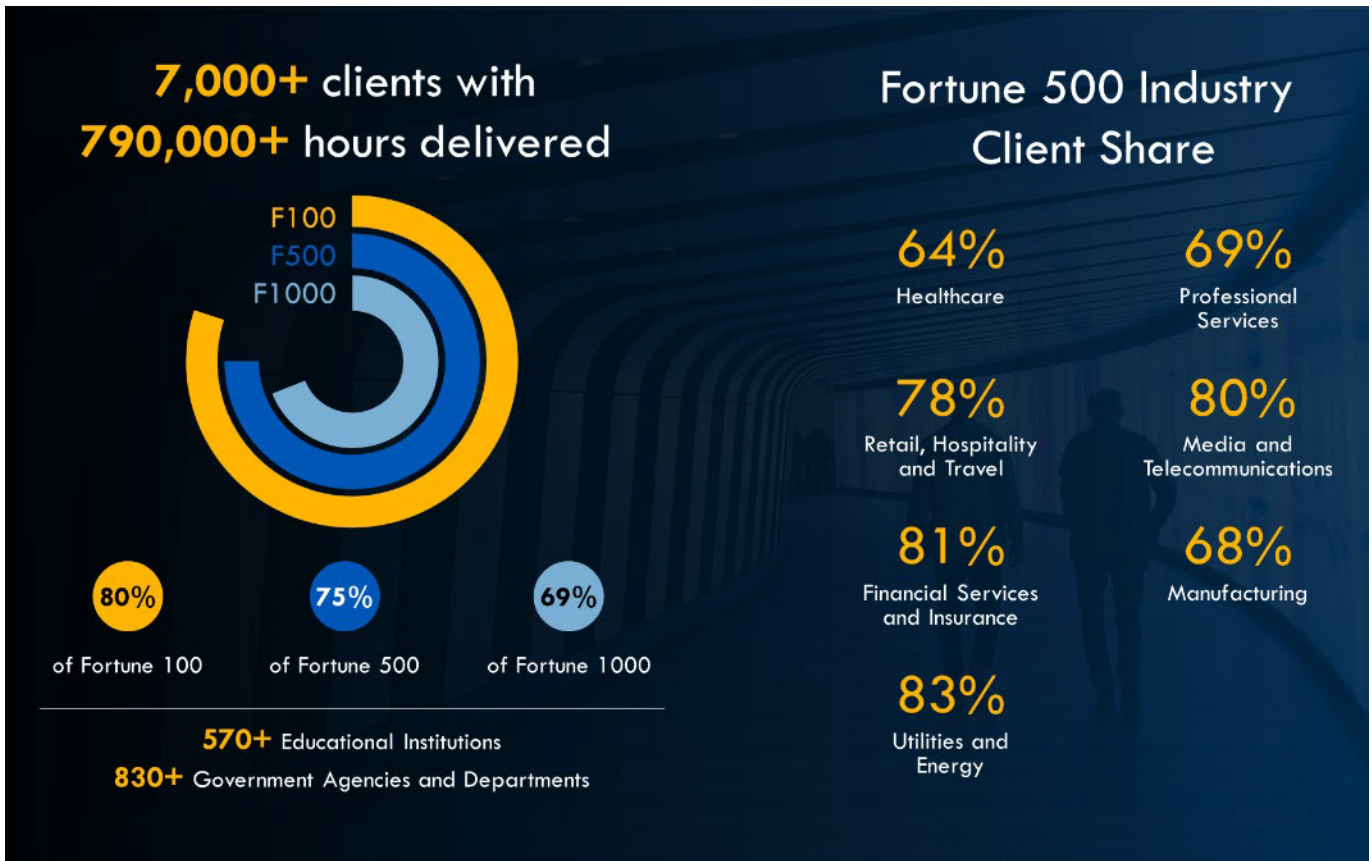 7,000+ clients with
790,000+ hours delivered
F100
F500
F1000
80%
of Fortune 100
75%
of Fortune 500
69%
of Fortune 1000
570+ Educational Institutions
830+ Government Agencies and Departments
Fortune 500 Industry
Client Share
64%
Healthcare
69%
Professional
Services
78%
Retail, Hospitality
and Travel
80%
Media and
Telecommunications
81%
Financial Services
and Insurance
68%
Manufacturing
83%
Utilities and
Energy